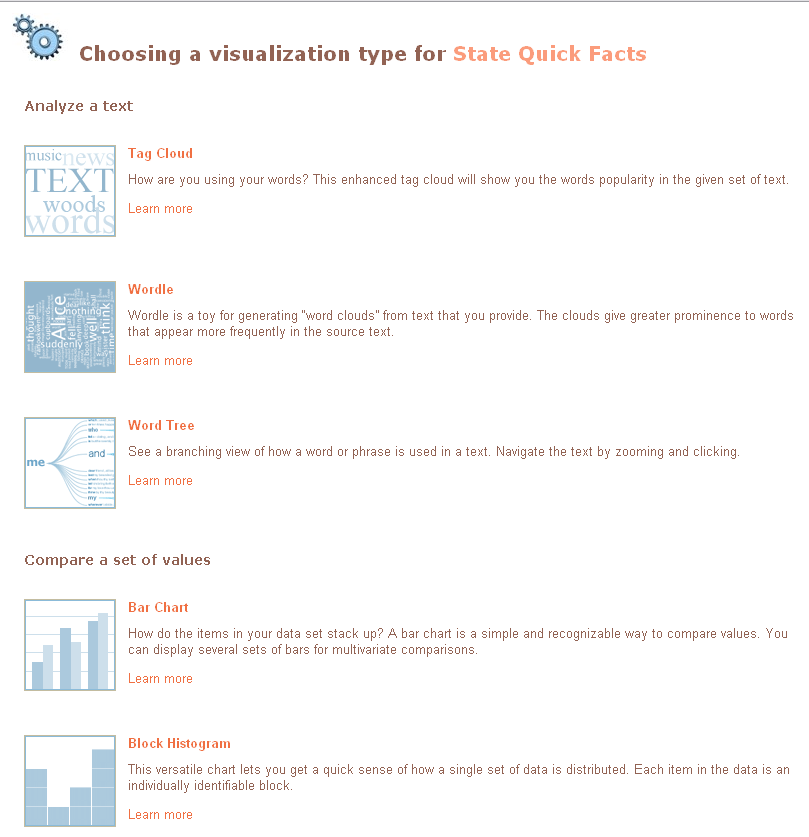 Choosing a visualization type for State Quick Facts
Analyze a text
music news
TEXT
woods
words
Tag Cloud
How are you using your words? This enhanced tag cloud will show you the words popularity in the given set of text.
Learn more
thought
Alice
nothing
well
think
suddenly
time
Wordle
Wordle is a toy for generating "word clouds" from text that you provide. The clouds give greater prominence to words
that appear more frequently in the source text.
Learn more
me
she
and
my
Word Tree
See a branching view of how a word or phrase is used in a text. Navigate the text by zooming and clicking.
Learn more
Compare a set of values
Bar Chart
How do the items in your data set stack up? A bar chart is a simple and recognizable way to compare values. You
can display several sets of bars for multivariate comparisons.
Learn more
Block Histogram
This versatile chart lets you get a quick sense of how a single set of data is distributed. Each item in the data is an
individually identifiable block.
Learn more